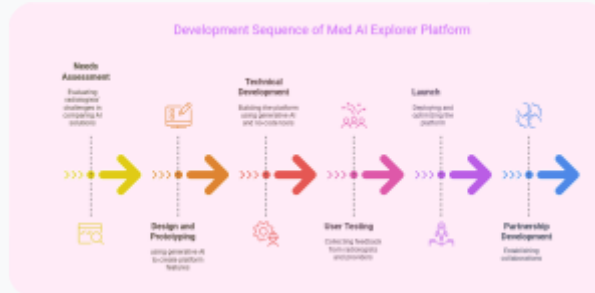 Development Sequence of Med AI Explorer Platform
Needs
Assessment
Evaluating
radiologists'
challenges in
comparing AI
solutions
Technical
Development
Building the platform
using generative AI
and no-code tools
Launch
Deploying and
optimizing the
platform
Design and
Prototyping
using generative AI
to create platform
features
User Testing
Collecting feedback
from radiologists
and providers
Partnership
Development
Establishing
collaborations